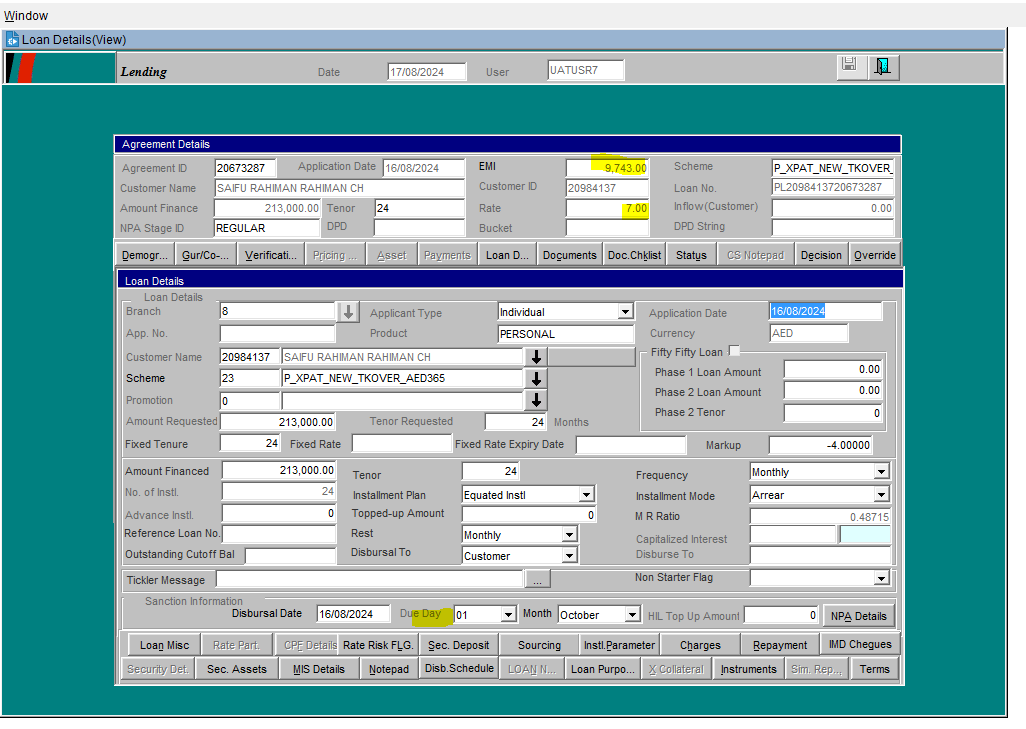 Window
Loan Details(View)
Lending Date 17/08/2024 User UATUSR7
Agreement Details
Agreement ID 20673287 Application Date 16/08/2024 EMI 9,743.00 Scheme P_XPAT_NEW_TKOVER_
Customer Name SAIFU RAHIMAN RAHIMAN CH Customer ID 20984137 Loan No. PL2098413720673287
Amount Finance 213,000.00 Tenor 24 Rate 7.00 Inflow(Customer) 0.00
NPA Stage ID REGULAR DPD Bucket DPD String
Demogr... Gur/Co-... Verificati... Pricing ... Asset Payments Loan D... Documents Doc.Chklist Status CS Notepad Decision Override
Loan Details
Loan Details
Branch 8 Applicant Type Individual Application Date 16/08/2024
App. No. Product PERSONAL Currency AED
Customer Name 20984137 SAIFU RAHIMAN RAHIMAN CH Fifty Fifty Loan
Scheme 23 P_XPAT_NEW_TKOVER_AED365 Phase 1 Loan Amount 0.00
Promotion 0 Phase 2 Loan Amount 0.00
Amount Requested 213,000.00 Tenor Requested 24 Months Phase 2 Tenor 0
Fixed Tenure 24 Fixed Rate Fixed Rate Expiry Date Markup -4.00000
Amount Financed 213,000.00 Tenor 24 Frequency Monthly
No. of Instl. 24 Installment Plan Equated Instl Installment Mode Arrear
Advance Instl. 0 Topped-up Amount 0 M R Ratio 0.48715
Reference Loan No. Rest Monthly Capitalized Interest
Outstanding Cutoff Bal Disbursal To Customer Disburse To
Tickler Message ... Non Starter Flag
Sanction Information
Disbursal Date 16/08/2024 Due Day 01 Month October HIL Top Up Amount 0 NPA Details
Loan Misc Rate Part. CPF Details Rate Risk FLG. Sec. Deposit Sourcing Instl.Parameter Charges Repayment IMD Cheques
Security Det. Sec. Assets MIS Details Notepad Disb.Schedule LOAN N... Loan Purpo... X Collateral Instruments Sim. Rep... Terms